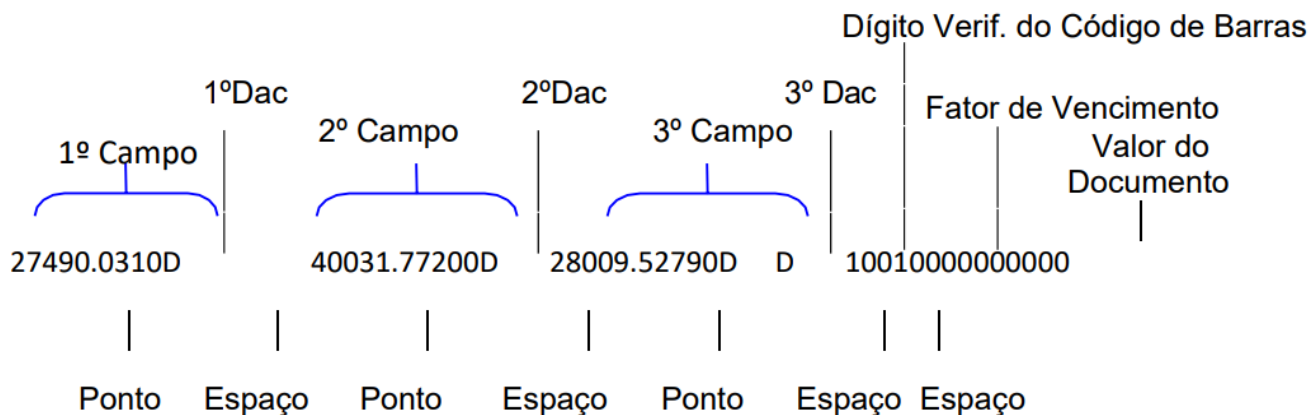 Dígito Verif. do Código de Barras
1ºDac 2ºDac 3º Dac
Fator de Vencimento
1º Campo 2º Campo 3º Campo
Valor do
Documento
27490.0310D 40031.77200D 28009.52790D D 10010000000000
Ponto Espaço Ponto Espaço Ponto Espaço Espaço